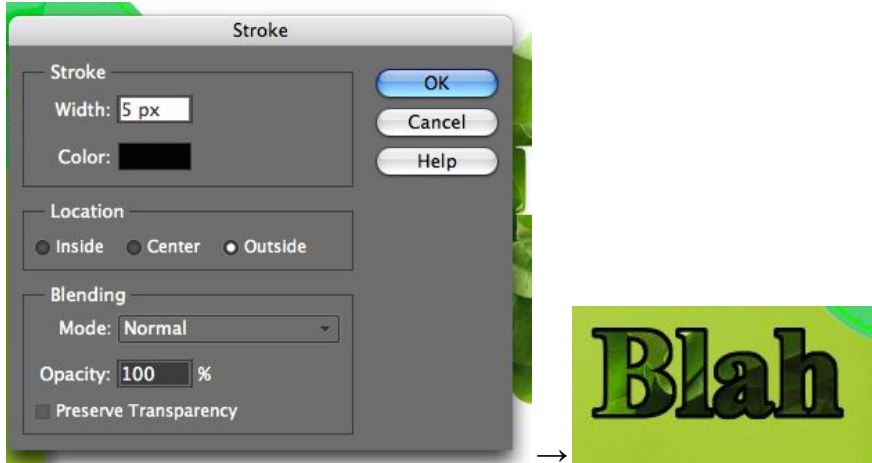 Stroke
Stroke
Width: 5 px
Color:
OK
Cancel
Help
Location
Inside Center Outside
Blending
Mode: Normal
Opacity: 100 %
Preserve Transparency
→
Blah